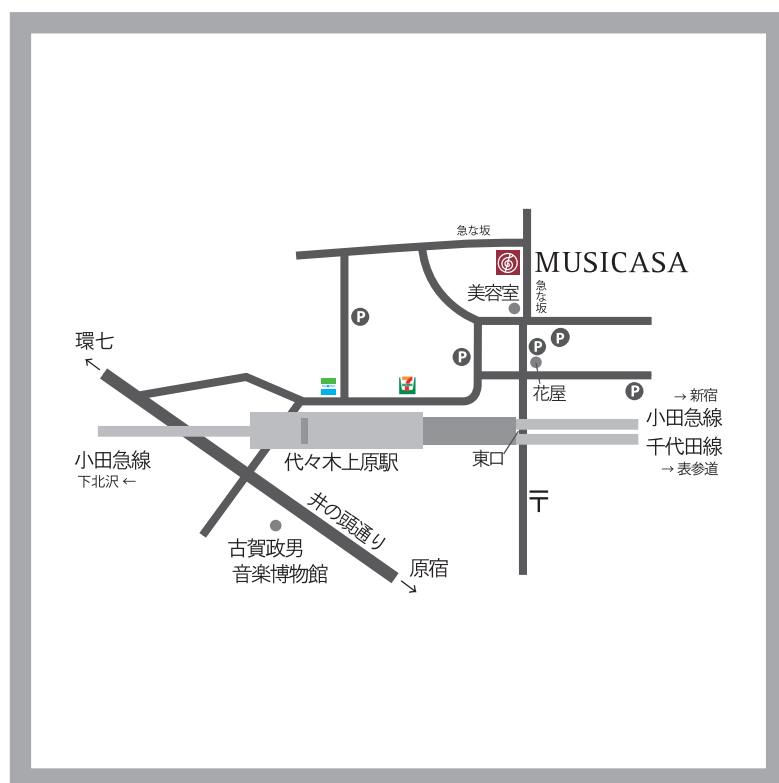 急な坂
MUSICASA
美容室
急な坂
P
P
P
P
P
環七
7
花屋
→ 新宿
小田急線
千代田線
→ 表参道
小田急線
下北沢 ←
代々木上原駅
東口
〒
井の頭通り
古賀政男
音楽博物館
原宿